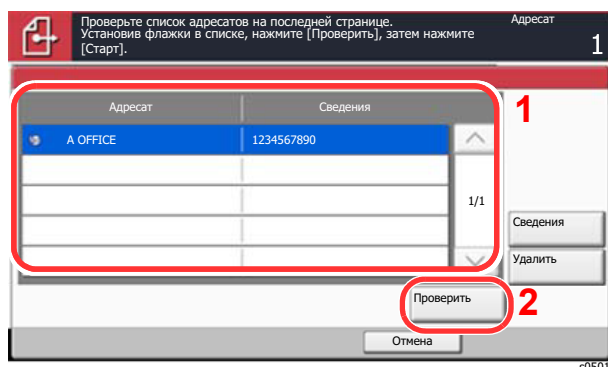 Проверьте список адресатов на последней странице.
Установив флажки в списке, нажмите [Проверить], затем нажмите
[Старт].
Адресат
1
Адресат Сведения
1
A OFFICE 1234567890
1/1
Сведения
Удалить
Проверить
2
Отмена
c0501